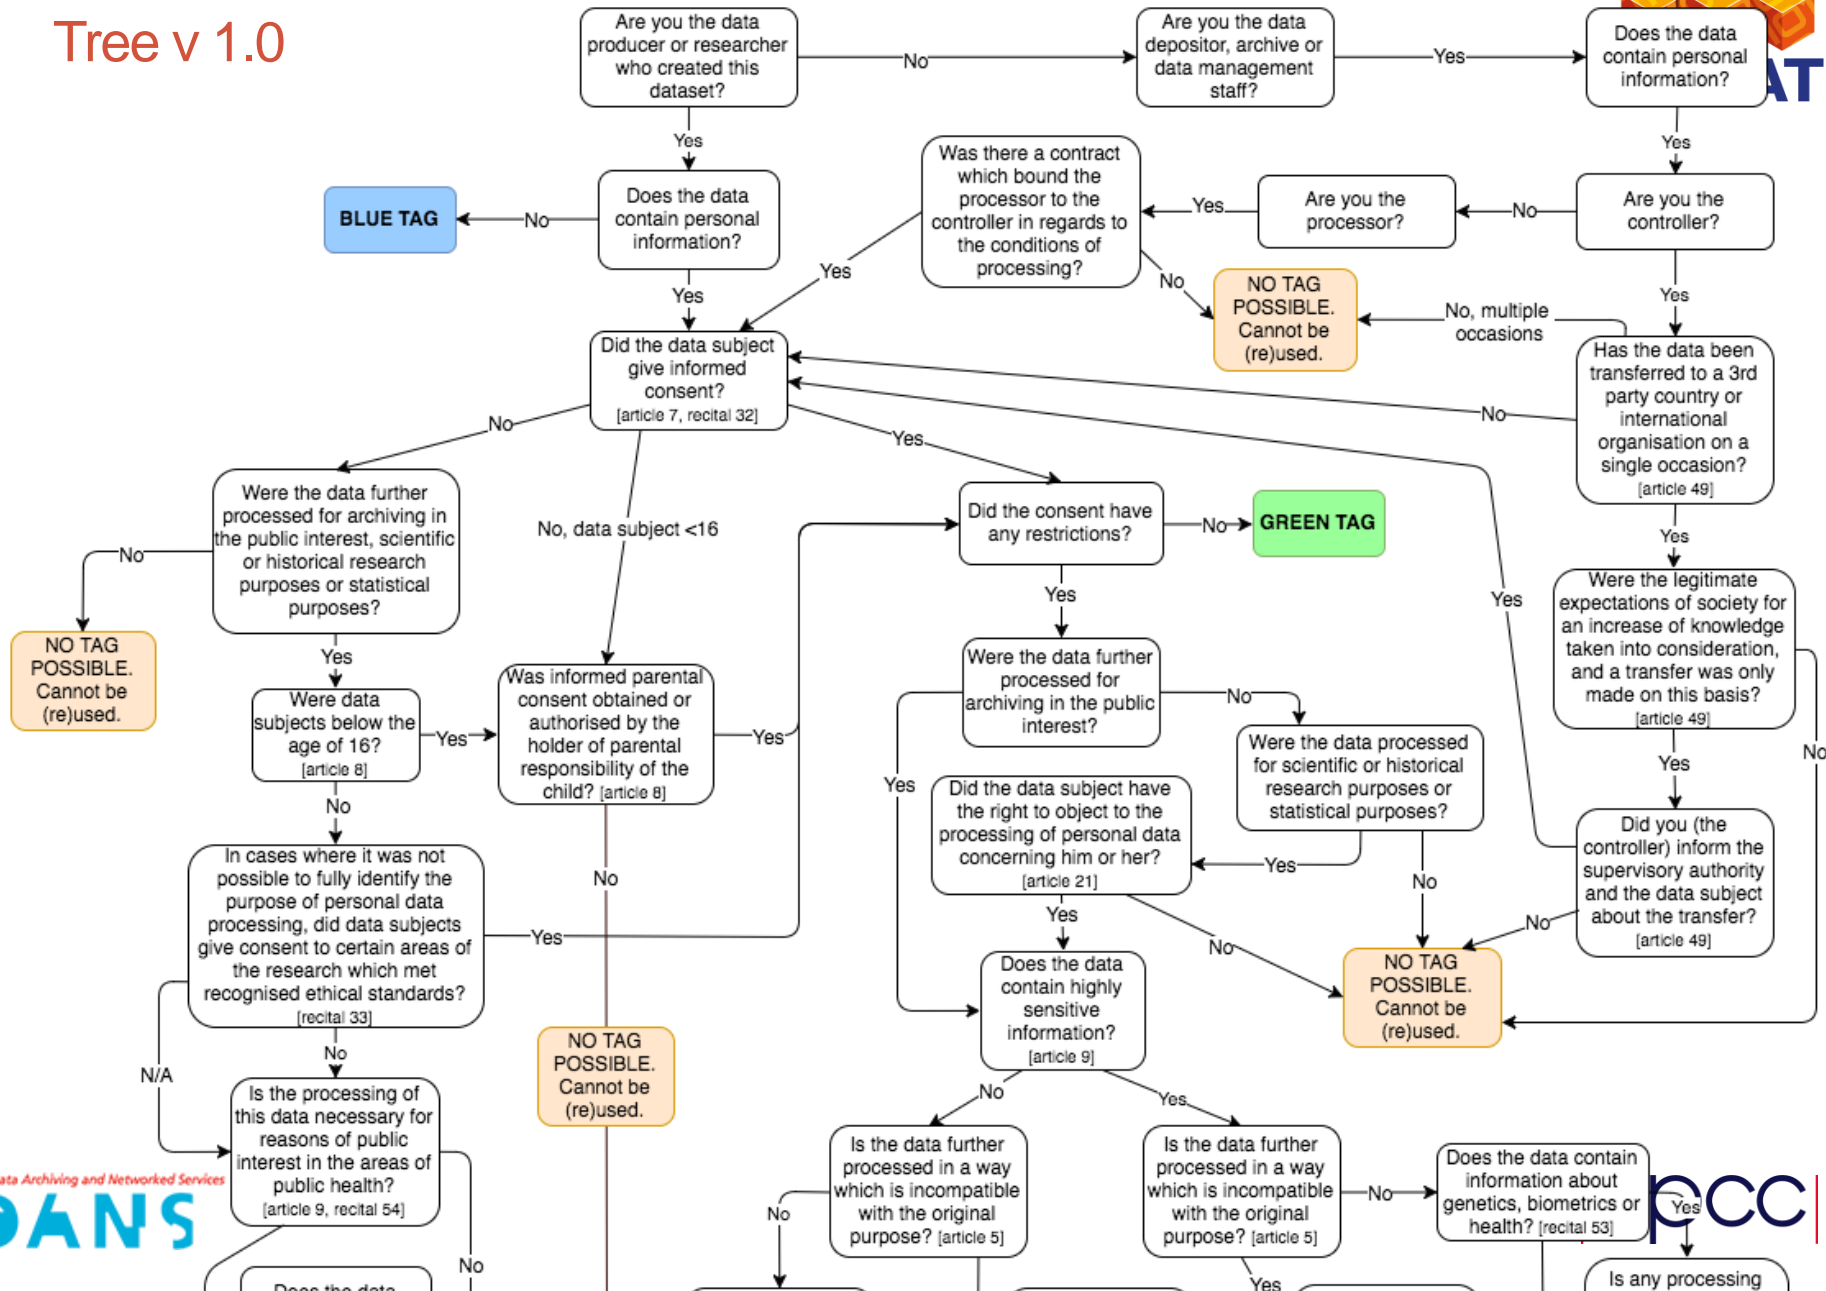 Tree v 1.0
Are you the data
producer or researcher
who created this
dataset?
No
Are you the data
depositor, archive or
data management
staff?
Yes
Does the data
contain personal
information?
AT
Yes
Yes
BLUE TAG
No
Does the data
contain personal
information?
Was there a contract
which bound the
processor to the
controller in regards to
the conditions of
processing?
Yes
Are you the
processor?
No
Are you the
controller?
Yes
Yes
No
Yes
NO TAG
POSSIBLE.
Cannot be
(re)used.
No, multiple
occasions
Did the data subject
give informed
consent?
[article 7, recital 32]
Has the data been
transferred to a 3rd
party country or
international
organisation on a
single occasion?
[article 49]
No
No
Yes
Yes
Were the data further
processed for archiving in
the public interest, scientific
or historical research
purposes or statistical
purposes?
No, data subject <16
Did the consent have
any restrictions?
No
GREEN TAG
No
Yes
Yes
Yes
Were the legitimate
expectations of society for
an increase of knowledge
taken into consideration,
and a transfer was only
made on this basis?
[article 49]
NO TAG
POSSIBLE.
Cannot be
(re)used.
Yes
Were data
subjects below the
age of 16?
[article 8]
Yes
Was informed parental
consent obtained or
authorised by the
holder of parental
responsibility of the
child? [article 8]
Yes
Were the data further
processed for
archiving in the public
interest?
No
Were the data processed
for scientific or historical
research purposes or
statistical purposes?
No
Yes
Yes
No
Did the data subject have
the right to object to the
processing of personal data
concerning him or her?
[article 21]
Yes
No
Did you (the
controller) inform the
supervisory authority
and the data subject
about the transfer?
[article 49]
In cases where it was not
possible to fully identify the
purpose of personal data
processing, did data subjects
give consent to certain areas of
the research which met
recognised ethical standards?
[recital 33]
No
Yes
Yes
No
No
NO TAG
POSSIBLE.
Cannot be
(re)used.
Does the data
contain highly
sensitive
information?
[article 9]
No
N/A
NO TAG
POSSIBLE.
Cannot be
(re)used.
No
Yes
Is the processing of
this data necessary for
reasons of public
interest in the areas of
public health?
[article 9, recital 54]
Is the data further
processed in a way
which is incompatible
with the original
purpose? [article 5]
Is the data further
processed in a way
which is incompatible
with the original
purpose? [article 5]
No
Does the data contain
information about
genetics, biometrics or
health? [recital 53]
Yes
No
ata Archiving and Networked Services
DANS
pcc
No
Yes
Does the data
Is any processing